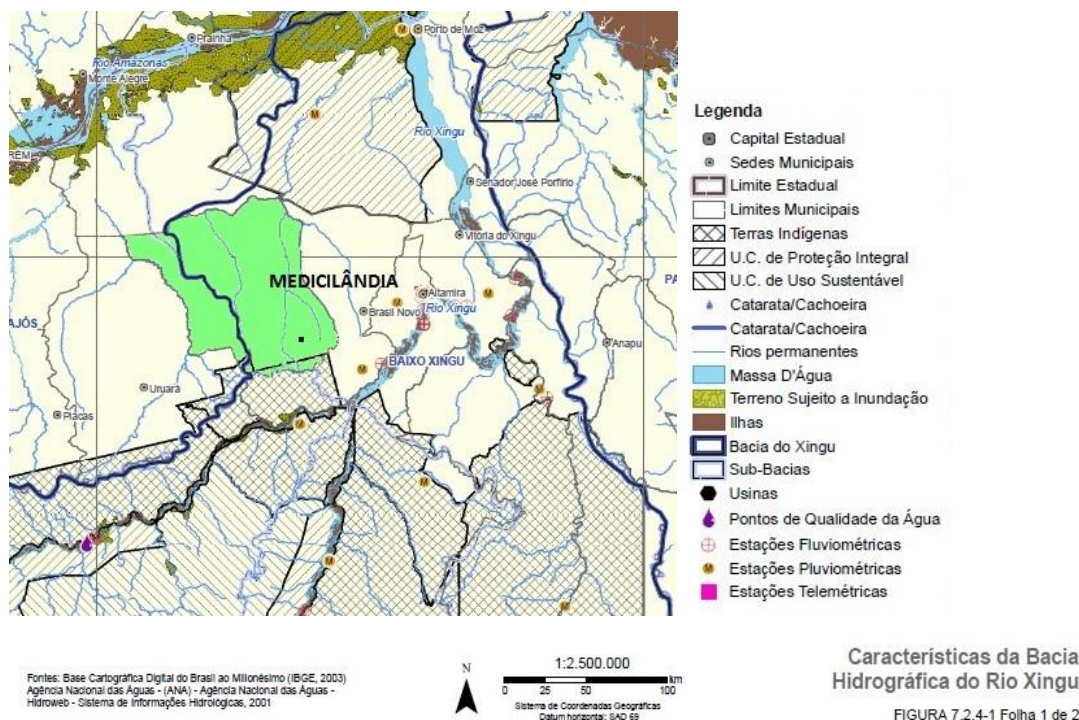 Prainha
Porto de Moz
Rio Amazonas
Monte Alegre
M
M
Rio Xingu
RÉM
Senador José Porfírio
Vitória do Xingu
MEDICILÂNDIA
PA
Altamira
Brasil Novo
Rio Xingu
AJÓS
BAIXO XINGU
Anapu
Uruará
Placas
M
M
M
M
M
M
M
M
Legenda
Capital Estadual
Sedes Municipais
Limite Estadual
Limites Municipais
Terras Indígenas
U.C. de Proteção Integral
U.C. de Uso Sustentável
Catarata/Cachoeira
Catarata/Cachoeira
Rios permanentes
Massa D'Água
Terreno Sujeito a Inundação
Ilhas
Bacia do Xingu
Sub-Bacias
Usinas
Pontos de Qualidade da Água
Estações Fluviométricas
Estações Pluviométricas
Estações Telemétricas
Fontes: Base Cartográfica Digital do Brasil ao Milionésimo (IBGE, 2003)
Agência Nacional das Águas - (ANA) - Agência Nacional das Águas -
Hidroweb - Sistema de Informações Hidrológicas, 2001
N
1:2.500.000
km
0 25 50 100
Sistema de Coordenadas Geográficas
Datum horizontal: SAD 69
Características da Bacia
Hidrográfica do Rio Xingu
FIGURA 7.2.4-1 Folha 1 de 2